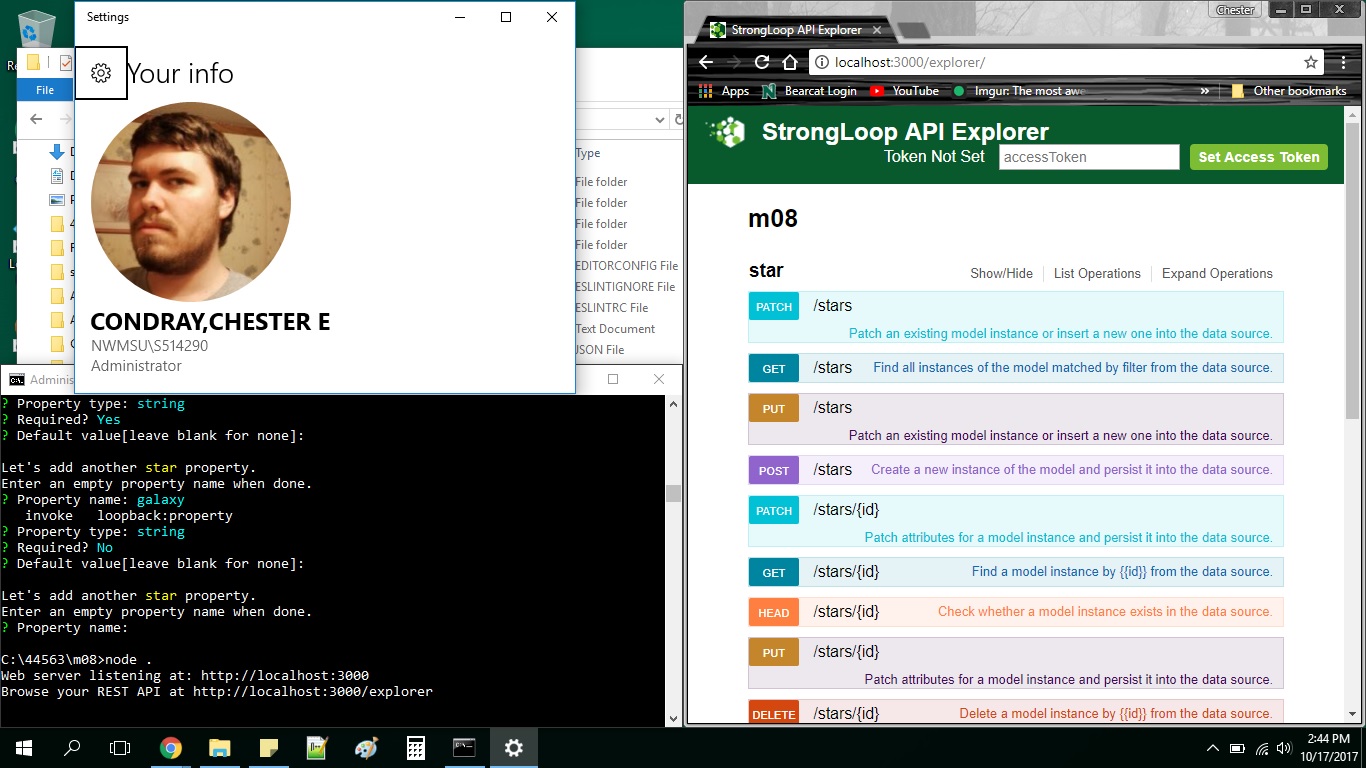 Settings
Your info
CONDRAY,CHESTER E
NWMSU\S514290
Administrator
File
Type
File folder
File folder
File folder
File folder
EDITORCONFIG File
ESLINTIGNORE File
ESLINTRC File
Text Document
JSON File
? Property type: string
? Required? Yes
? Default value[leave blank for none]:
Let's add another star property.
Enter an empty property name when done.
? Property name: galaxy
invoke   loopback:property
? Property type: string
? Required? No
? Default value[leave blank for none]:
Let's add another star property.
Enter an empty property name when done.
? Property name:
C:\44563\m08>node .
Web server listening at: http://localhost:3000
Browse your REST API at http://localhost:3000/explorer
Chester
StrongLoop API Explorer
localhost:3000/explorer/
Apps Bearcat Login YouTube Imgur: The most awe » Other bookmarks
StrongLoop API Explorer
Token Not Set accessToken Set Access Token
m08
star Show/Hide List Operations Expand Operations
PATCH /stars
Patch an existing model instance or insert a new one into the data source.
GET /stars Find all instances of the model matched by filter from the data source.
PUT /stars
Patch an existing model instance or insert a new one into the data source.
POST /stars Create a new instance of the model and persist it into the data source.
PATCH /stars/{id}
Patch attributes for a model instance and persist it into the data source.
GET /stars/{id} Find a model instance by {{id}} from the data source.
HEAD /stars/{id} Check whether a model instance exists in the data source.
PUT /stars/{id}
Patch attributes for a model instance and persist it into the data source.
DELETE /stars/{id} Delete a model instance by {{id}} from the data source.
2:44 PM
10/17/2017